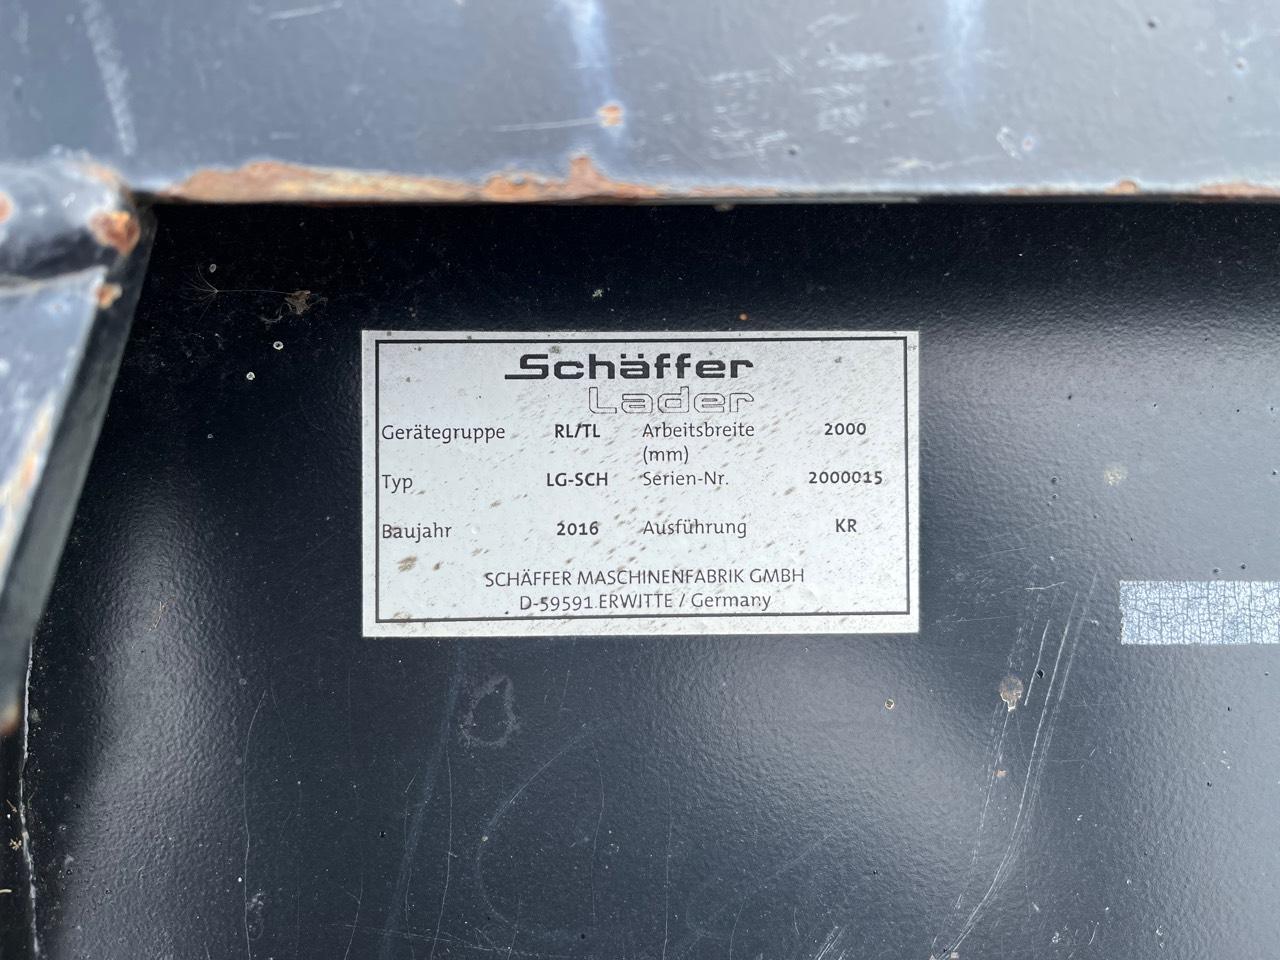 Schäffer
Lader
Gerätegruppe RL/TL Arbeitsbreite 2000
(mm)
Typ LG-SCH Serien-Nr. 2000015
Baujahr 2016 Ausführung KR
SCHÄFFER MASCHINENFABRIK GMBH
D-59591 ERWITTE / Germany